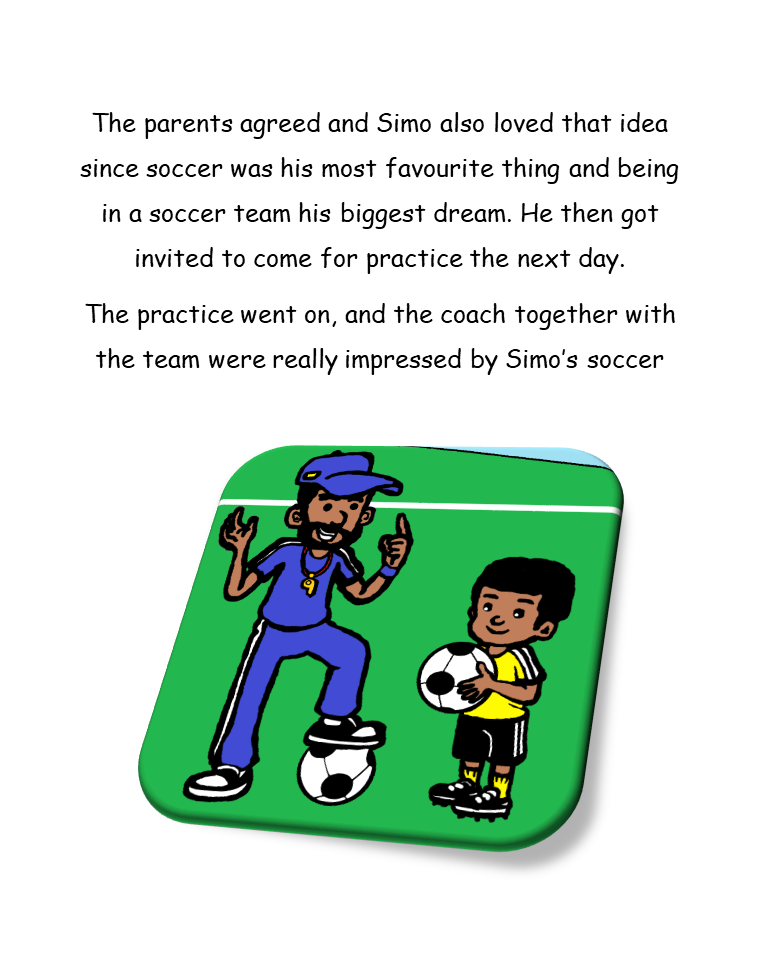 The parents agreed and Simo also loved that idea
since soccer was his most favourite thing and being
in a soccer team his biggest dream. He then got
invited to come for practice the next day.
The practice went on, and the coach together with
the team were really impressed by Simo's soccer